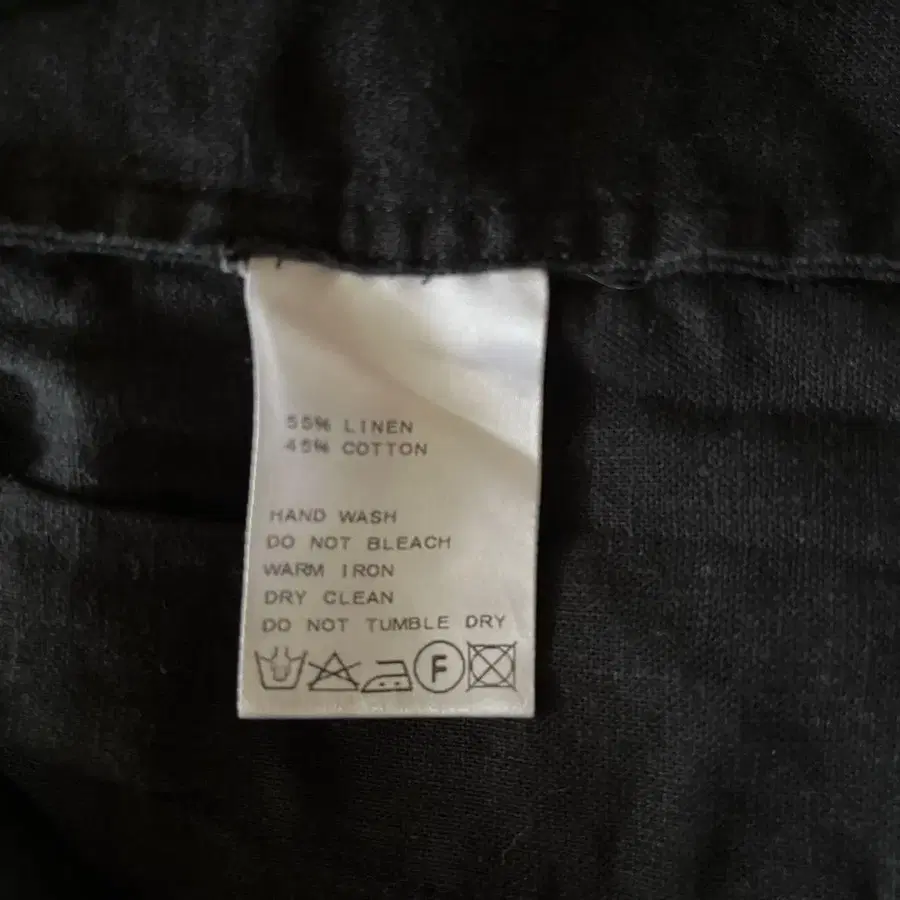 55% LINEN
45% COTTON
HAND WASH
DO NOT BLEACH
WARM IRON
DRY CLEAN
DO NOT TUMBLE DRY
F